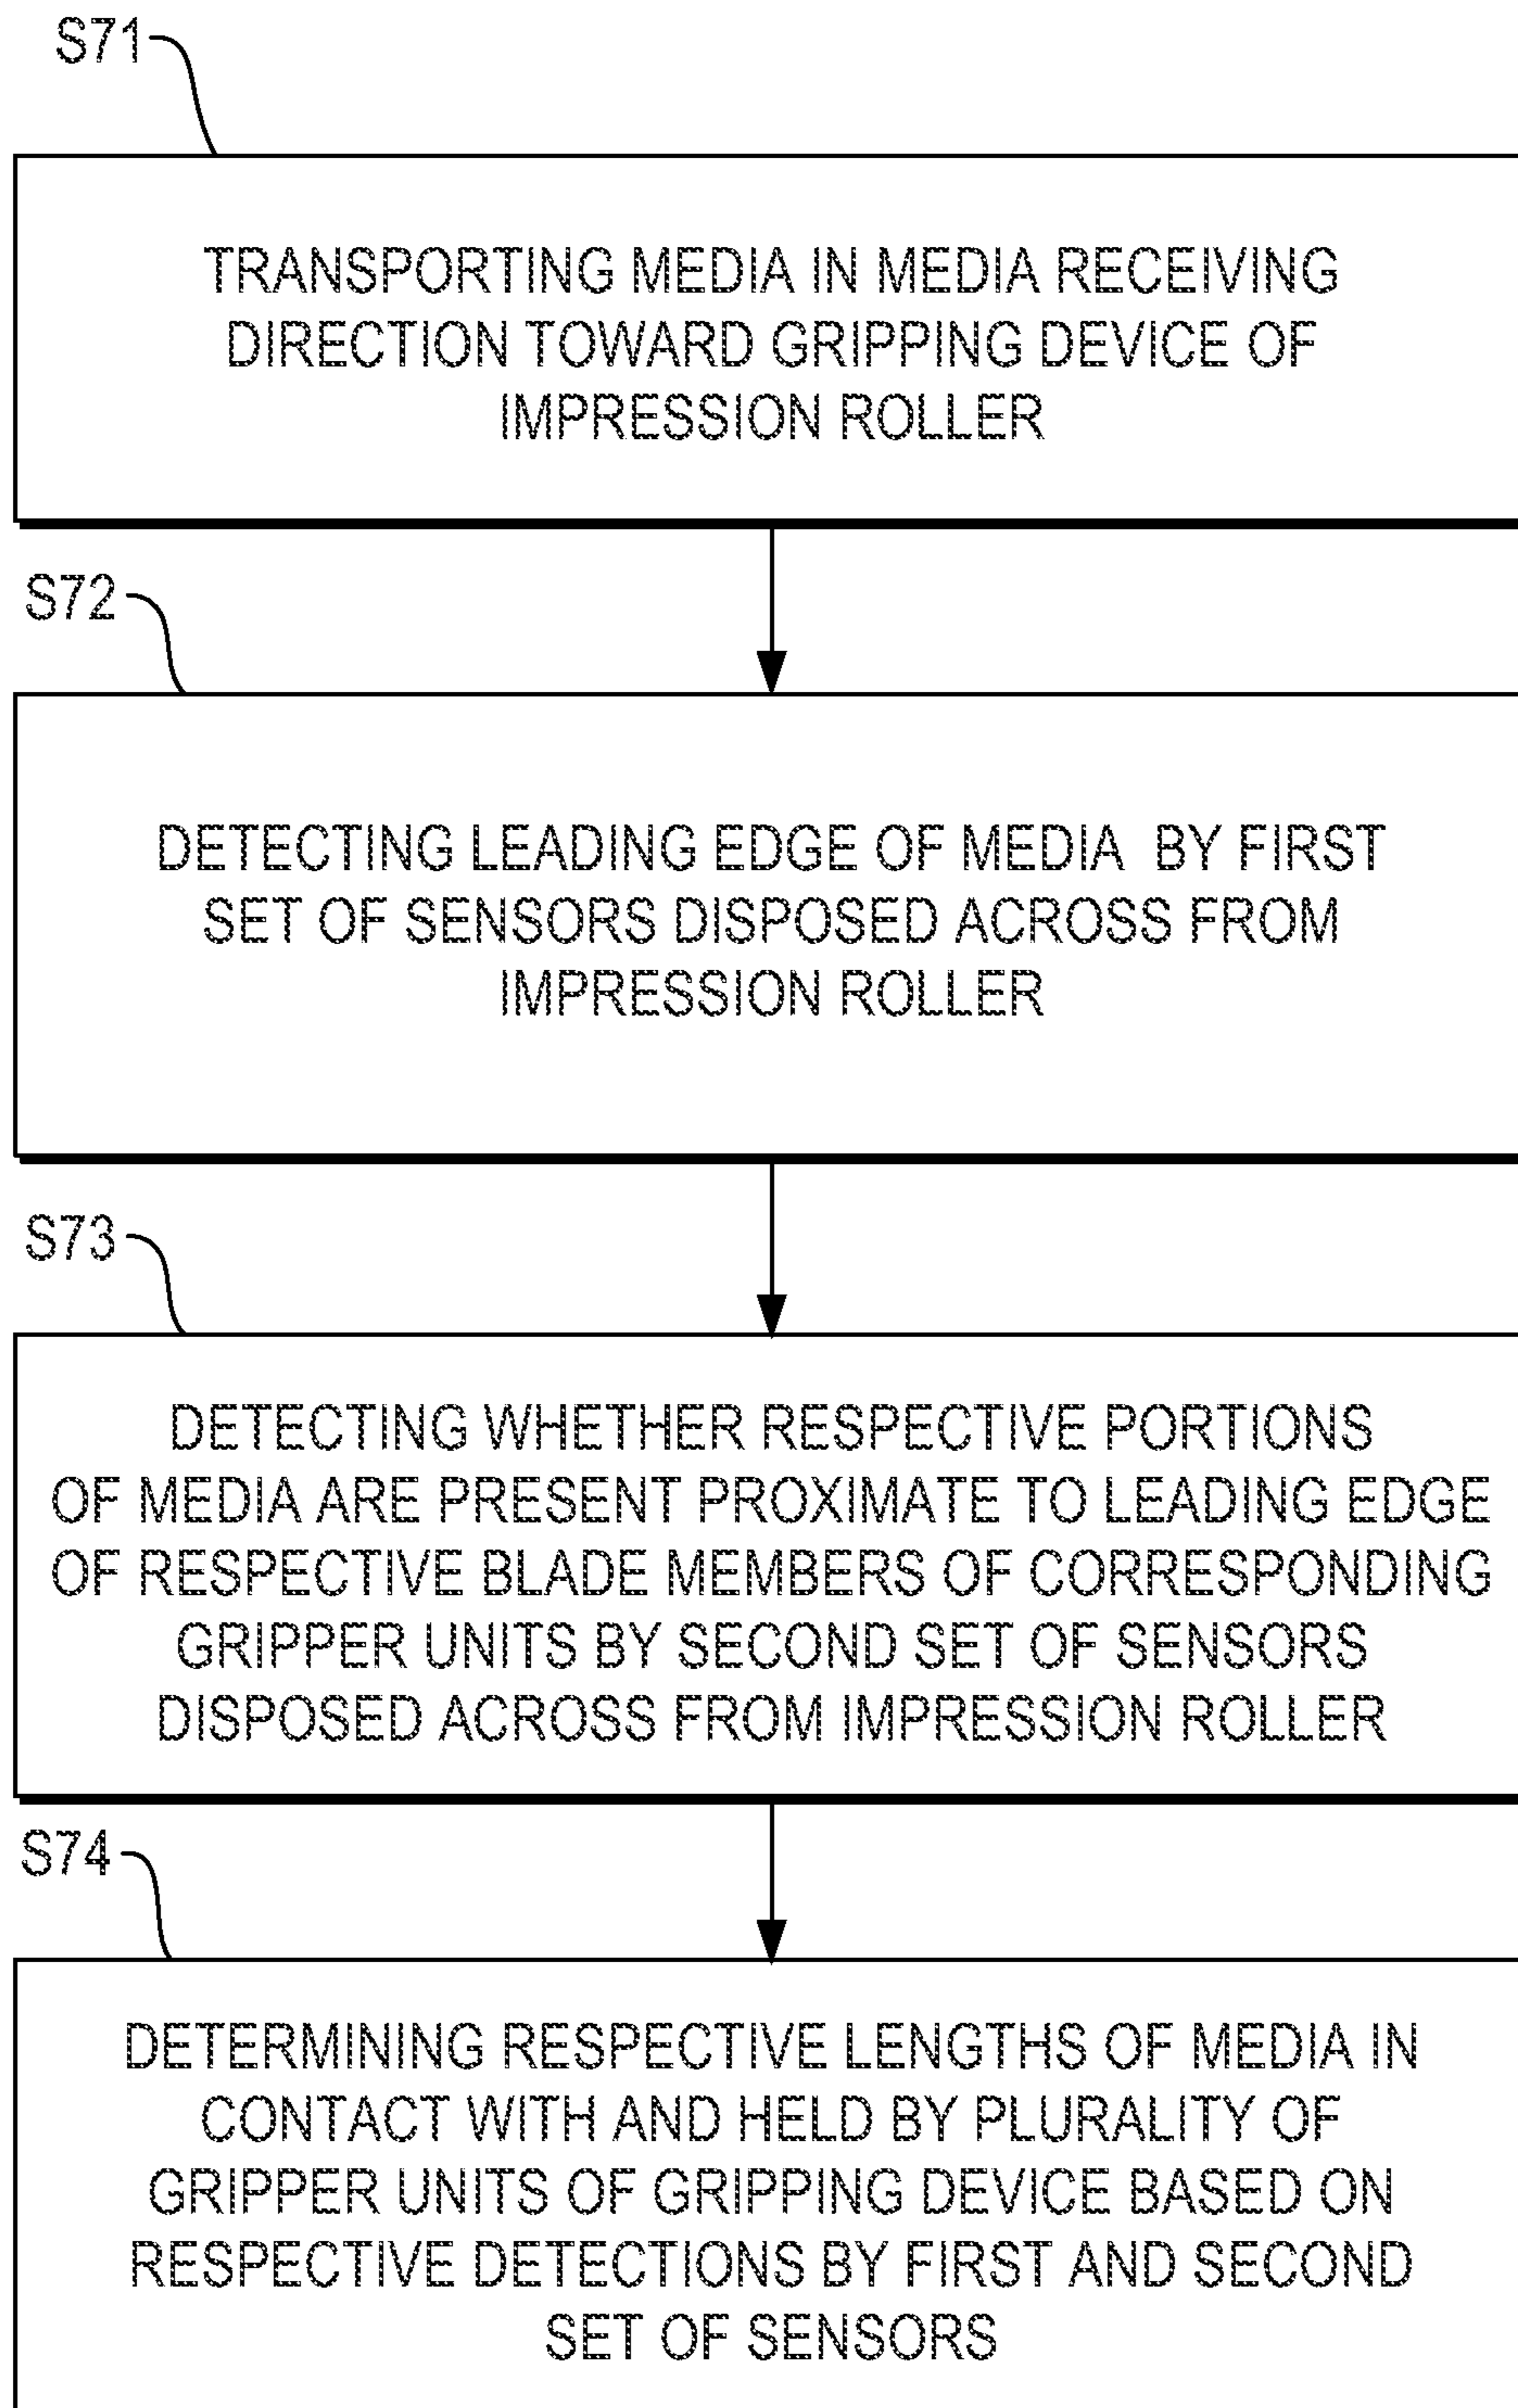 S71
TRANSPORTING MEDIA IN MEDIA RECEIVING
DIRECTION TOWARD GRIPPING DEVICE OF
IMPRESSION ROLLER
S72
DETECTING LEADING EDGE OF MEDIA BY FIRST
SET OF SENSORS DISPOSED ACROSS FROM
IMPRESSION ROLLER
S73
DETECTING WHETHER RESPECTIVE PORTIONS
OF MEDIA ARE PRESENT PROXIMATE TO LEADING EDGE
OF RESPECTIVE BLADE MEMBERS OF CORRESPONDING
GRIPPER UNITS BY SECOND SET OF SENSORS
DISPOSED ACROSS FROM IMPRESSION ROLLER
S74
DETERMINING RESPECTIVE LENGTHS OF MEDIA IN
CONTACT WITH AND HELD BY PLURALITY OF
GRIPPER UNITS OF GRIPPING DEVICE BASED ON
RESPECTIVE DETECTIONS BY FIRST AND SECOND
SET OF SENSORS